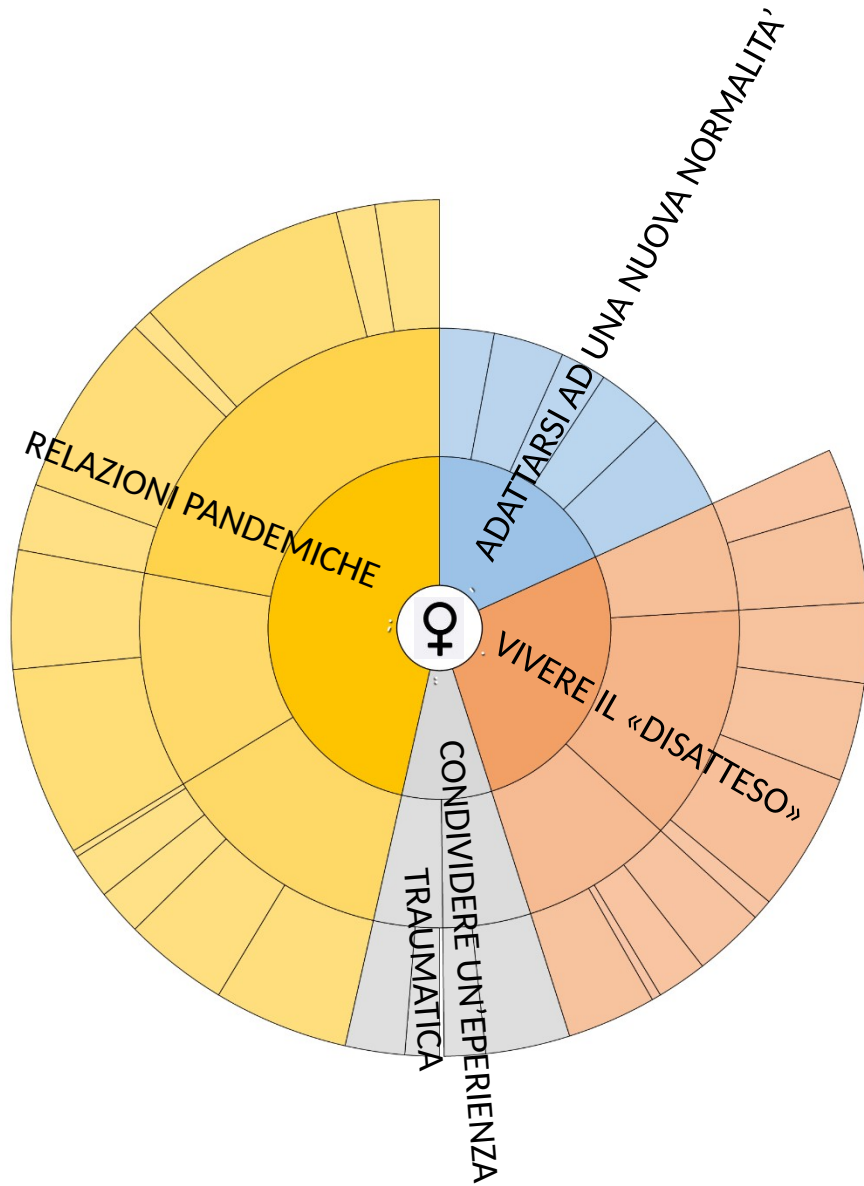 ADATTARSI AD UNA NUOVA NORMALITA’
RELAZIONI PANDEMICHE
VIVERE IL «DISATTESO»
CONDIVIDERE UN’EPERIENZA
TRAUMATICA